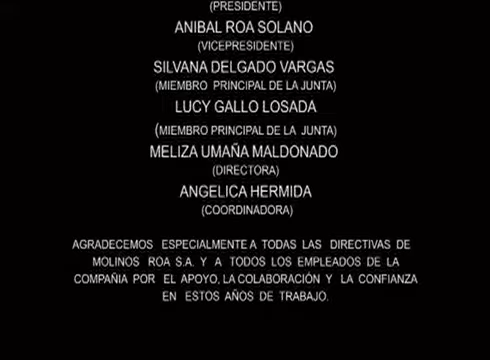 (PRESIDENTE)
ANIBAL ROA SOLANO
(VICEPRESIDENTE)
SILVANA DELGADO VARGAS
(MIEMBRO PRINCIPAL DE LA JUNTA)
LUCY GALLO LOSADA
(MIEMBRO PRINCIPAL DE LA JUNTA)
MELIZA UMAÑA MALDONADO
(DIRECTORA)
ANGELICA HERMIDA
(COORDINADORA)
AGRADECEMOS ESPECIALMENTE A TODAS LAS DIRECTIVAS DE
MOLINOS ROA S.A. Y A TODOS LOS EMPLEADOS DE LA
COMPAÑIA POR EL APOYO, LA COLABORACIÓN Y LA CONFIANZA
EN ESTOS AÑOS DE TRABAJO.